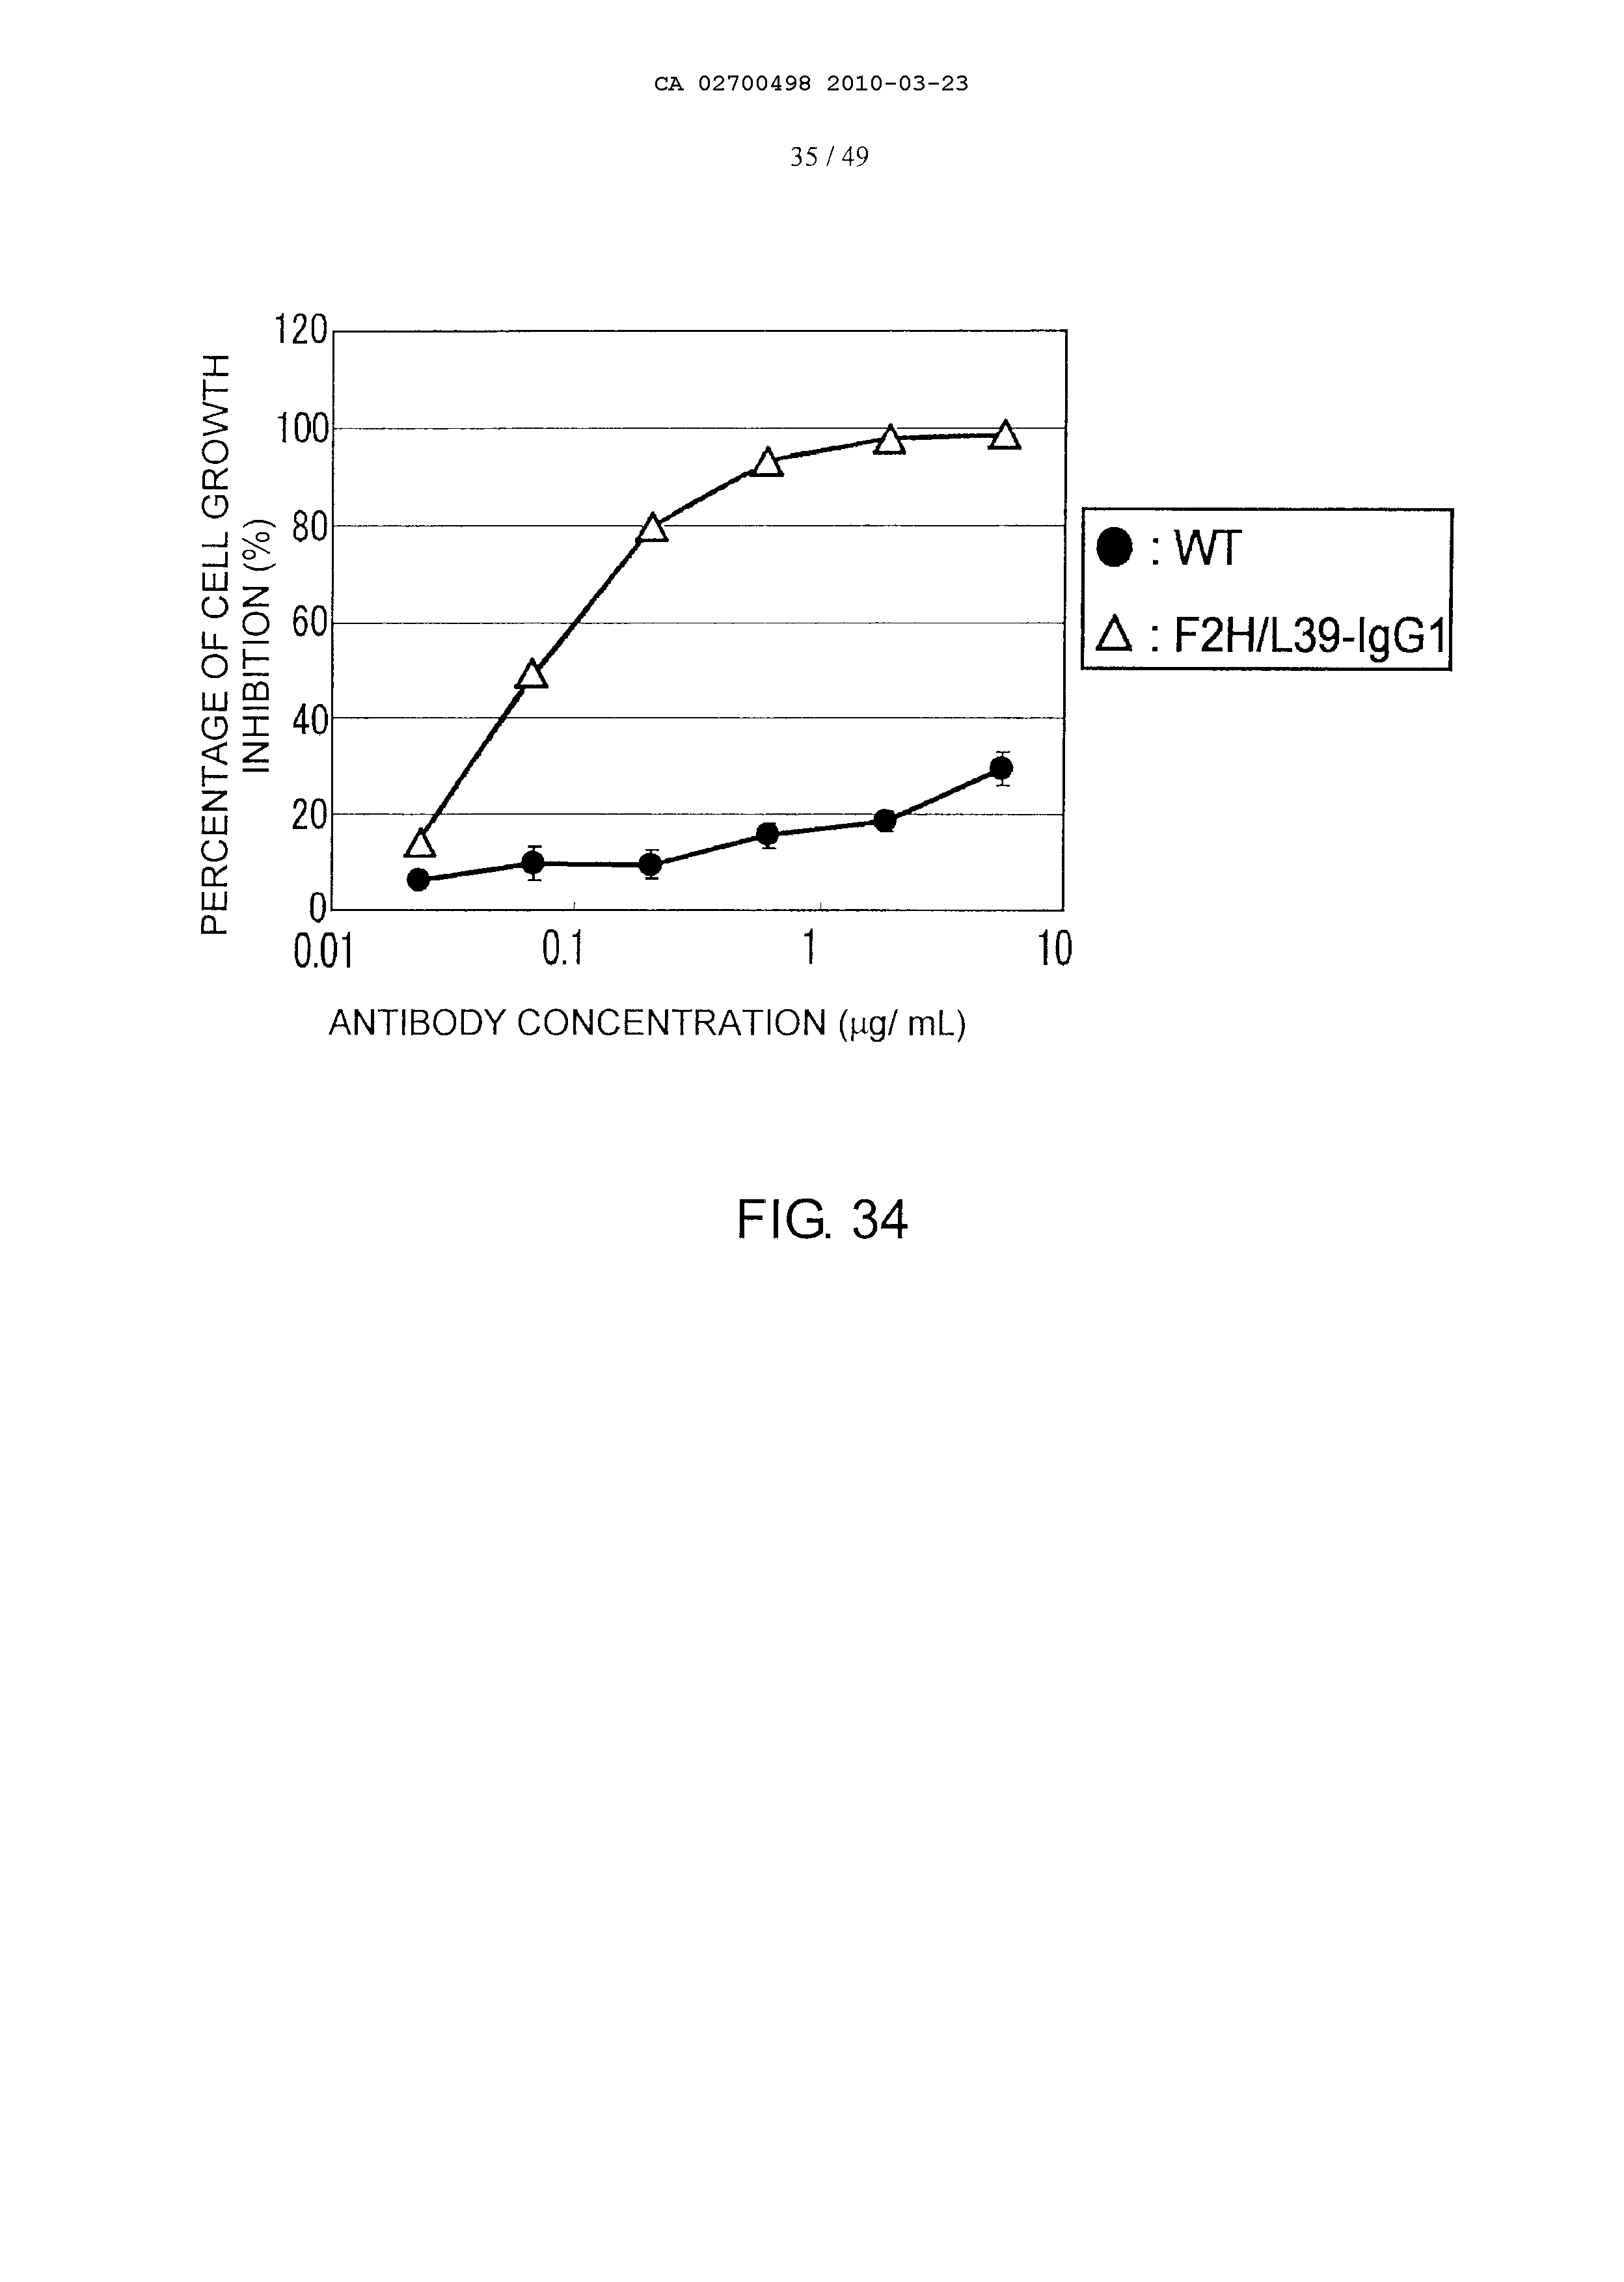 CA 02700498 2010-03-23
35 / 49
PERCENTAGE OF CELL GROWTH
INHIBITION (%)
120
100
80
60
40
20
0
0.01
0.1
1
10
ANTIBODY CONCENTRATION (µg/ mL)
: WT
: F2H/L39-IgG1
FIG. 34